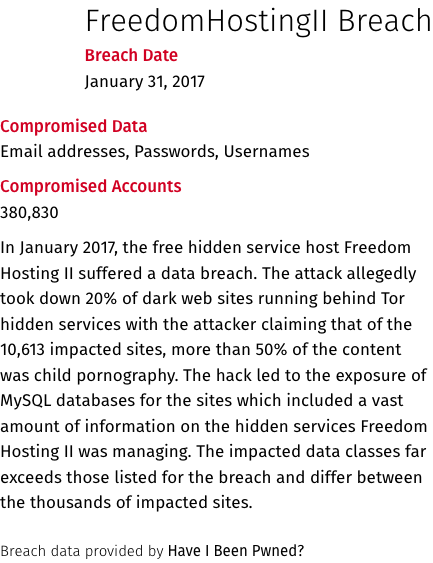 FreedomHostingII Breach
Breach Date
January 31, 2017
Compromised Data
Email addresses, Passwords, Usernames
Compromised Accounts
380,830
In January 2017, the free hidden service host Freedom
Hosting II suffered a data breach. The attack allegedly
took down 20% of dark web sites running behind Tor
hidden services with the attacker claiming that of the
10,613 impacted sites, more than 50% of the content
was child pornography. The hack led to the exposure of
MySQL databases for the sites which included a vast
amount of information on the hidden services Freedom
Hosting II was managing. The impacted data classes far
exceeds those listed for the breach and differ between
the thousands of impacted sites.
Breach data provided by Have I Been Pwned?